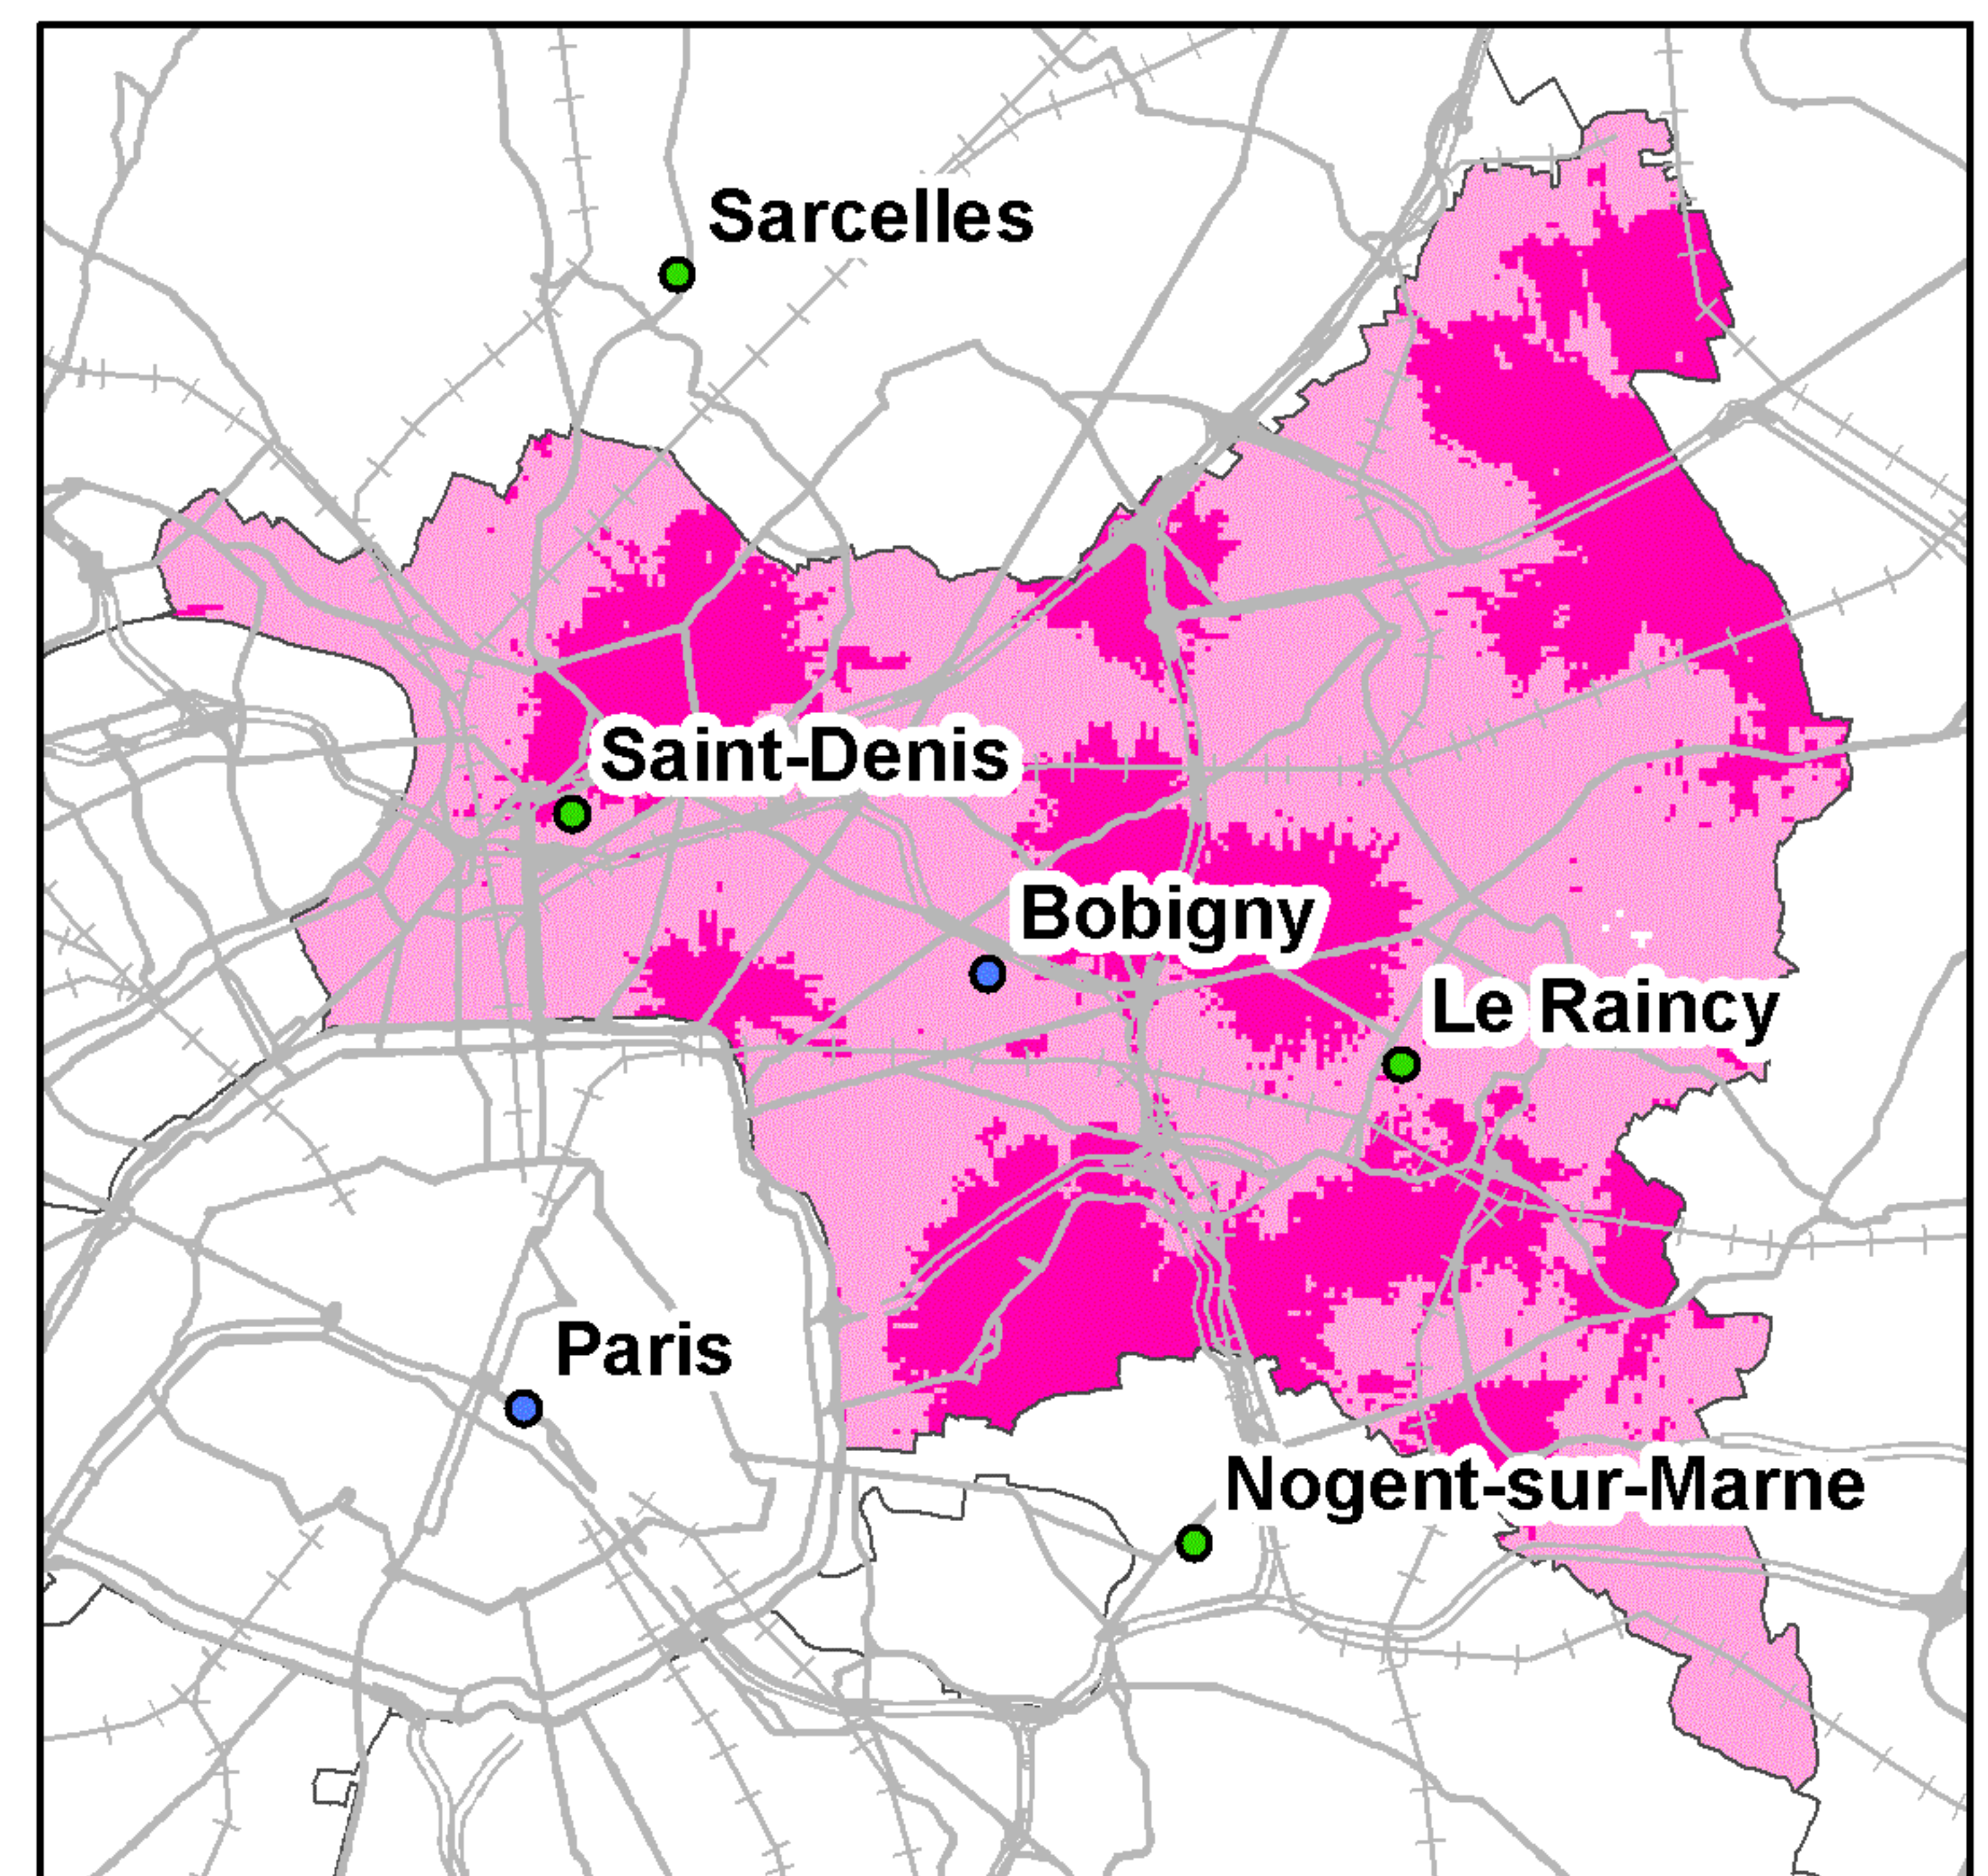 Sarcelles
Saint-Denis
Bobigny
Le Raincy
Paris
Nogent-sur-Marne